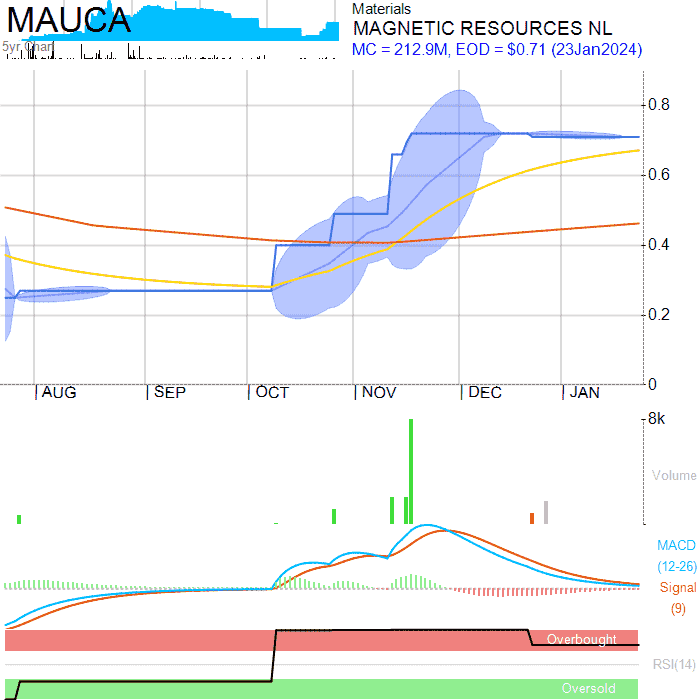 MAUCA
5yr Chart
Materials
MAGNETIC RESOURCES NL
MC = 212.9M, EOD = $0.71 (23Jan2024)
0.8
0.6
0.4
0.2
0
AUG
SEP
OCT
NOV
DEC
JAN
8k
Volume
MACD
(12-26)
Signal
(9)
Overbought
RSI(14)
Oversold